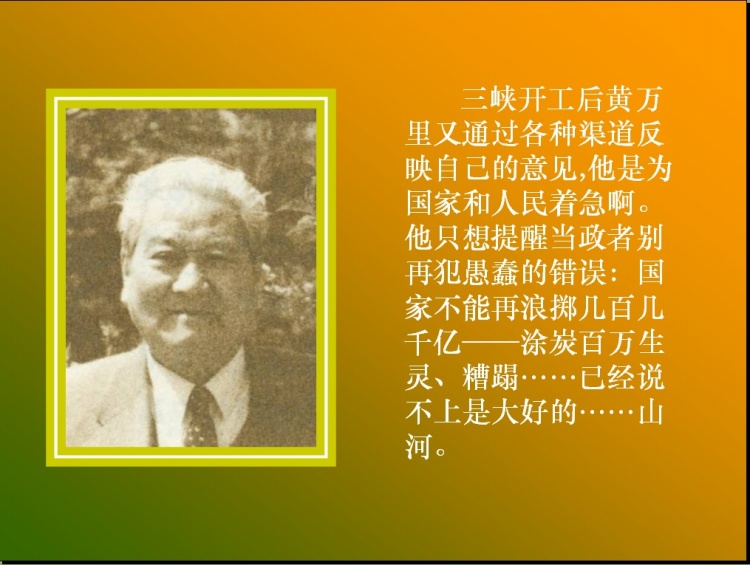 三峡开工后黄万
里又通过各种渠道反
映自己的意见,他是为
国家和人民着急啊。
他只想提醒当政者别
再犯愚蠢的错误：国
家不能再浪掷几百几
千亿——涂炭百万生
灵、糟蹋……已经说
不上是大好的……山
河。